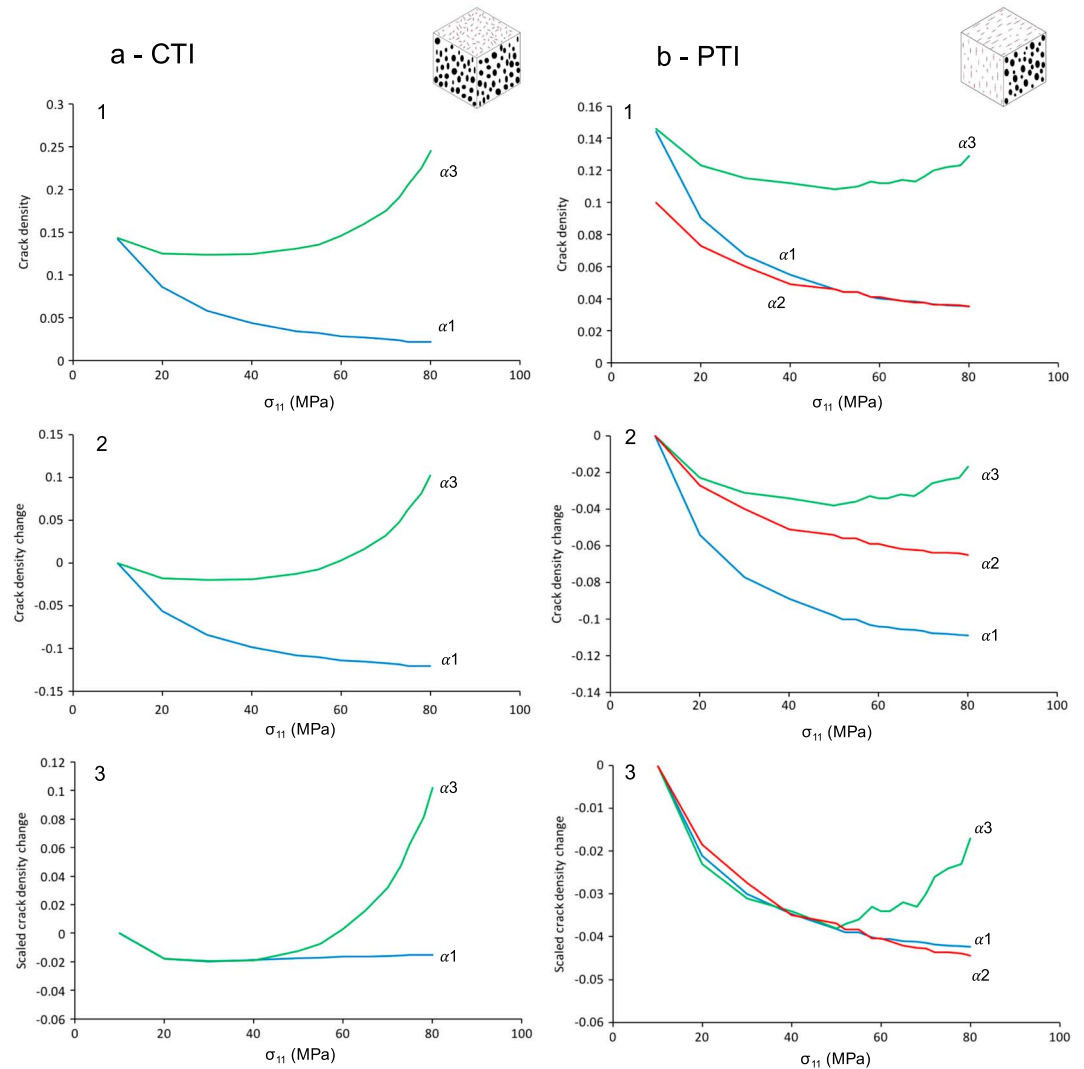 a - CTI
1
0.3
0.25
0.2
0.15
0.1
0.05
0
0 20 40 60 80 100
Crack density
σ11 (MPa)
α3
α1
b - PTI
1
0.16
0.14
0.12
0.1
0.08
0.06
0.04
0.02
0
0 20 40 60 80 100
Crack density
σ11 (MPa)
α3
α1
α2
2
0.15
0.1
0.05
0
-0.05
-0.1
-0.15
0 20 40 60 80 100
Crack density change
σ11 (MPa)
α3
α1
2
0
-0.02
-0.04
-0.06
-0.08
-0.1
-0.12
-0.14
0 20 40 60 80 100
Crack density change
σ11 (MPa)
α3
α2
α1
3
0.12
0.1
0.08
0.06
0.04
0.02
0
-0.02
-0.04
-0.06
0 20 40 60 80 100
Scaled crack density change
σ11 (MPa)
α3
α1
3
0
-0.01
-0.02
-0.03
-0.04
-0.05
-0.06
0 20 40 60 80 100
Scaled crack density change
σ11 (MPa)
α3
α1
α2